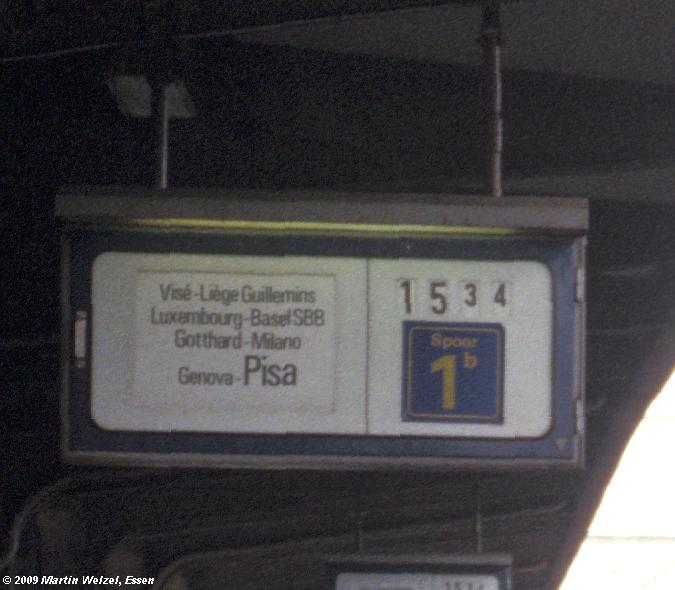 Visé-Liège Guillemins
Luxembourg-Basel SBB
Gotthard-Milano
Genova-Pisa
1534
Spoor
1b
© 2009 Martin Welzel, Essen